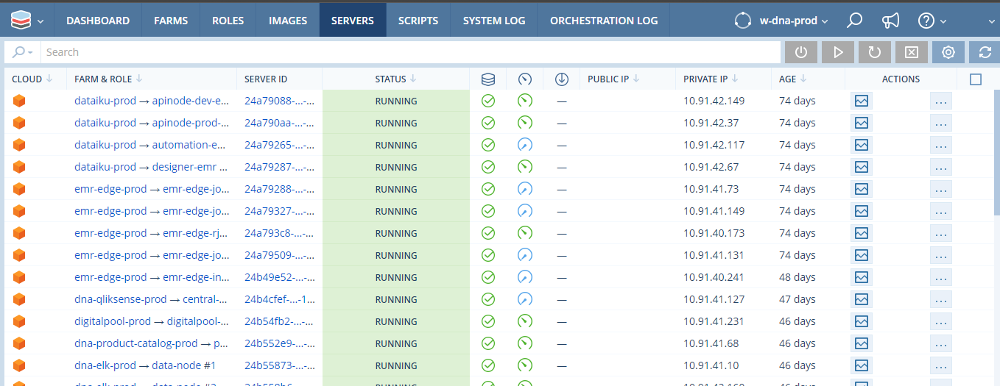 DASHBOARD FARMS ROLES IMAGES SERVERS SCRIPTS SYSTEM LOG ORCHESTRATION LOG w-dna-prod
Search
CLOUD FARM & ROLE SERVER ID STATUS PUBLIC IP PRIVATE IP AGE ACTIONS
dataiku-prod → apinode-dev-e... 24a79088-...-... RUNNING — 10.91.42.149 74 days ...
dataiku-prod → apinode-prod-... 24a790aa-...-... RUNNING — 10.91.42.37 74 days ...
dataiku-prod → automation-e... 24a79265-...-... RUNNING — 10.91.42.117 74 days ...
dataiku-prod → designer-emr ... 24a79287-...-... RUNNING — 10.91.42.67 74 days ...
emr-edge-prod → emr-edge-jo... 24a79288-...-... RUNNING — 10.91.41.73 74 days ...
emr-edge-prod → emr-edge-jo... 24a79327-...-... RUNNING — 10.91.41.149 74 days ...
emr-edge-prod → emr-edge-rj... 24a793c8-...-... RUNNING — 10.91.40.173 74 days ...
emr-edge-prod → emr-edge-jo... 24a79509-...-... RUNNING — 10.91.41.131 74 days ...
emr-edge-prod → emr-edge-in... 24b49e52-...-... RUNNING — 10.91.40.241 48 days ...
dna-qliksense-prod → central-... 24b4cfef-...-1... RUNNING — 10.91.41.127 47 days ...
digitalpool-prod → digitalpool-... 24b54fb2-...-... RUNNING — 10.91.41.231 46 days ...
dna-product-catalog-prod → p... 24b552e9-...-... RUNNING — 10.91.41.68 46 days ...
dna-elk-prod → data-node #1 24b55873-...-... RUNNING — 10.91.41.10 46 days ...